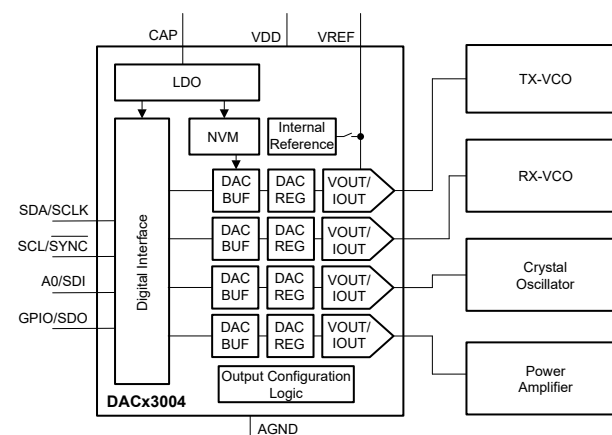 CAP
VDD
VREF
LDO
NVM
Internal
Reference
DAC
BUF
DAC
REG
VOUT/
IOUT
DAC
BUF
DAC
REG
VOUT/
IOUT
DAC
BUF
DAC
REG
VOUT/
IOUT
DAC
BUF
DAC
REG
VOUT/
IOUT
SDA/SCLK
SCL/SYNC
A0/SDI
GPIO/SDO
Digital Interface
Output Configuration
Logic
DACx3004
AGND
TX-VCO
RX-VCO
Crystal
Oscillator
Power
Amplifier